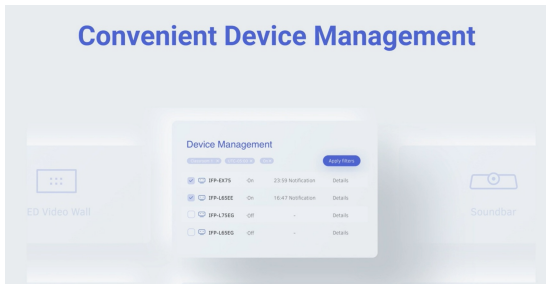 Convenient Device Management
Device Management
Apply Filters
IFP-EX75 On 23:59 Notification Details
ED Video Wall
Soundbar
IFP-L65EE On 16:47 Notification Details
IFP-L75EG Off - Details
IFP-L65EG Off - Details